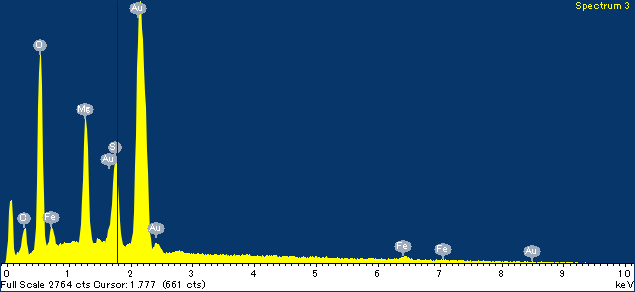 Spectrum 3
Au
O
Mg
Si
Au
C
Fe
Au
Fe
Fe
Au
0 1 2 3 4 5 6 7 8 9 10
Full Scale 2764 cts Cursor: 1.777 (661 cts) keV